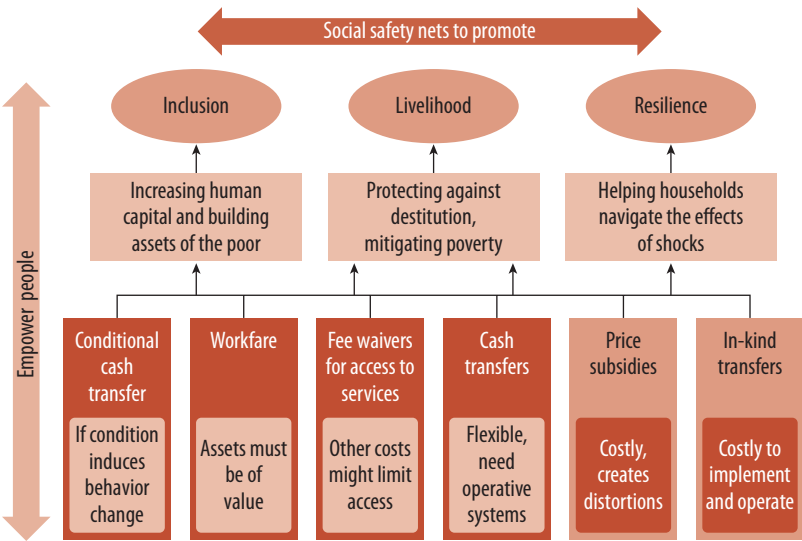 Social safety nets to promote
Inclusion
Livelihood
Resilience
Increasing human
capital and building
assets of the poor
Protecting against
destitution,
mitigating poverty
Helping households
navigate the effects
of shocks
Empower people
Conditional
cash
transfer
If condition
induces
behavior
change
Workfare
Assets must
be of
value
Fee waivers
for access to
services
Other costs
might limit
access
Cash
transfers
Flexible,
need
operative
systems
Price
subsidies
Costly,
creates
distortions
In-kind
transfers
Costly to
implement
and operate